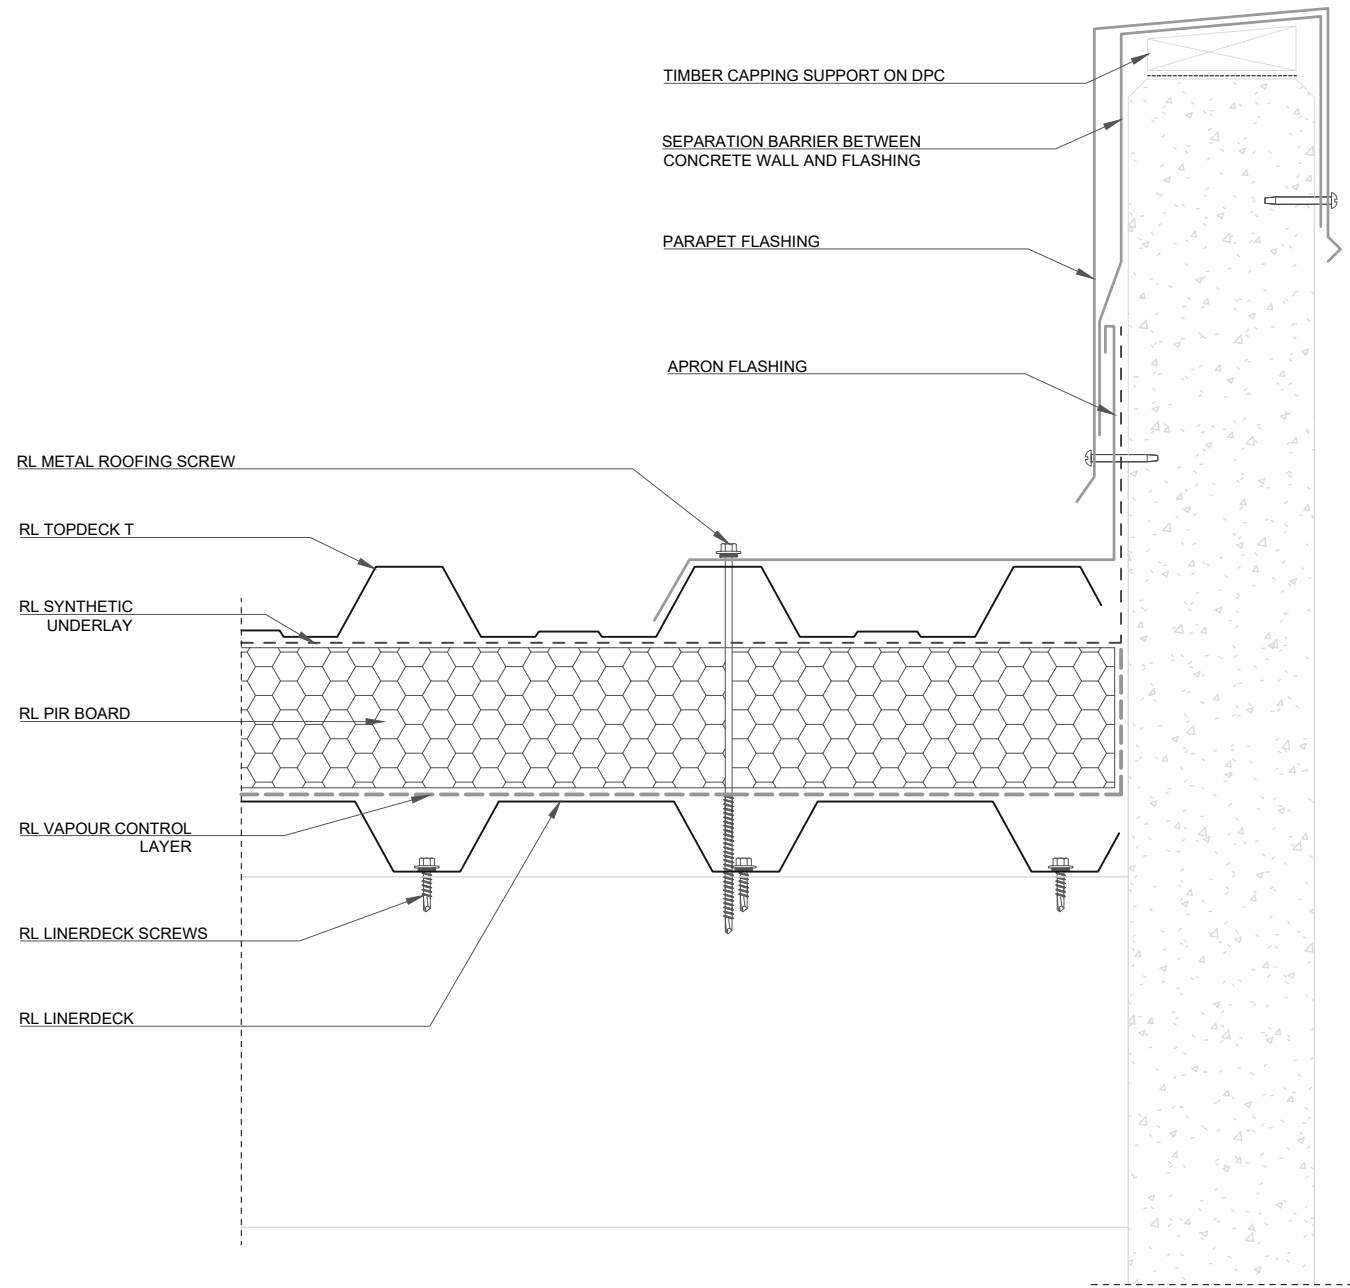 TIMBER CAPPING SUPPORT ON DPC
SEPARATION BARRIER BETWEEN
CONCRETE WALL AND FLASHING
PARAPET FLASHING
APRON FLASHING
RL METAL ROOFING SCREW
RL TOPDECK T
RL SYNTHETIC
UNDERLAY
RL PIR BOARD
RL VAPOUR CONTROL
LAYER
RL LINERDECK SCREWS
RL LINERDECK